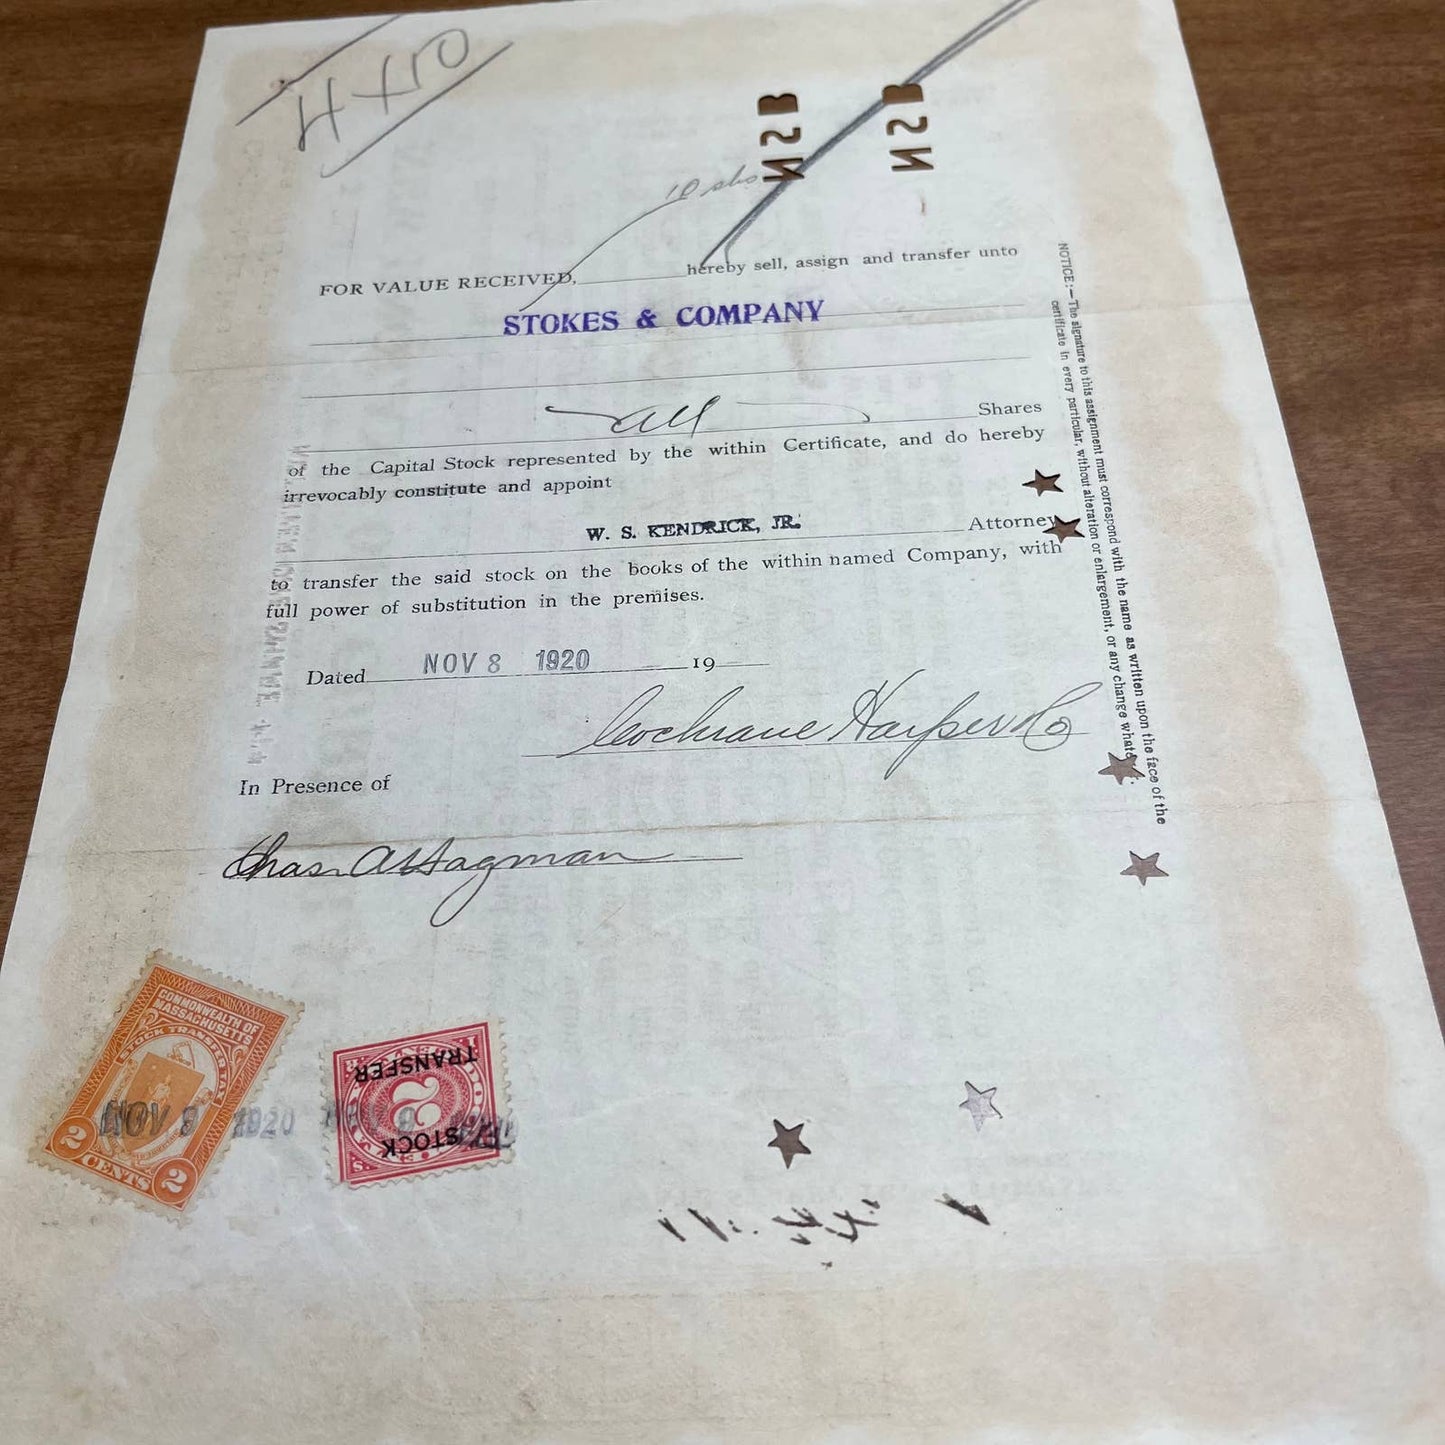 4X10
NSB NSB
10 shs
FOR VALUE RECEIVED, hereby sell, assign and transfer unto
STOKES & COMPANY
all Shares
of the Capital Stock represented by the within Certificate, and do hereby
irrevocably constitute and appoint
W. S. KENDRICK, JR. Attorney
to transfer the said stock on the books of the within named Company, with
full power of substitution in the premises.
Dated NOV 8 1920 19
Cochrane Harper & Co
In Presence of
Chas. A. Hagman
NOTICE:—The signature to this assignment must correspond with the name as written upon the face of the
certificate in every particular, without alteration or enlargement, or any change whatever.
COMMONWEALTH OF
MASSACHUSETTS
STOCK TRANSFER TAX
NOV 8 1920
2 CENTS 2
STOCK
TRANSFER
2